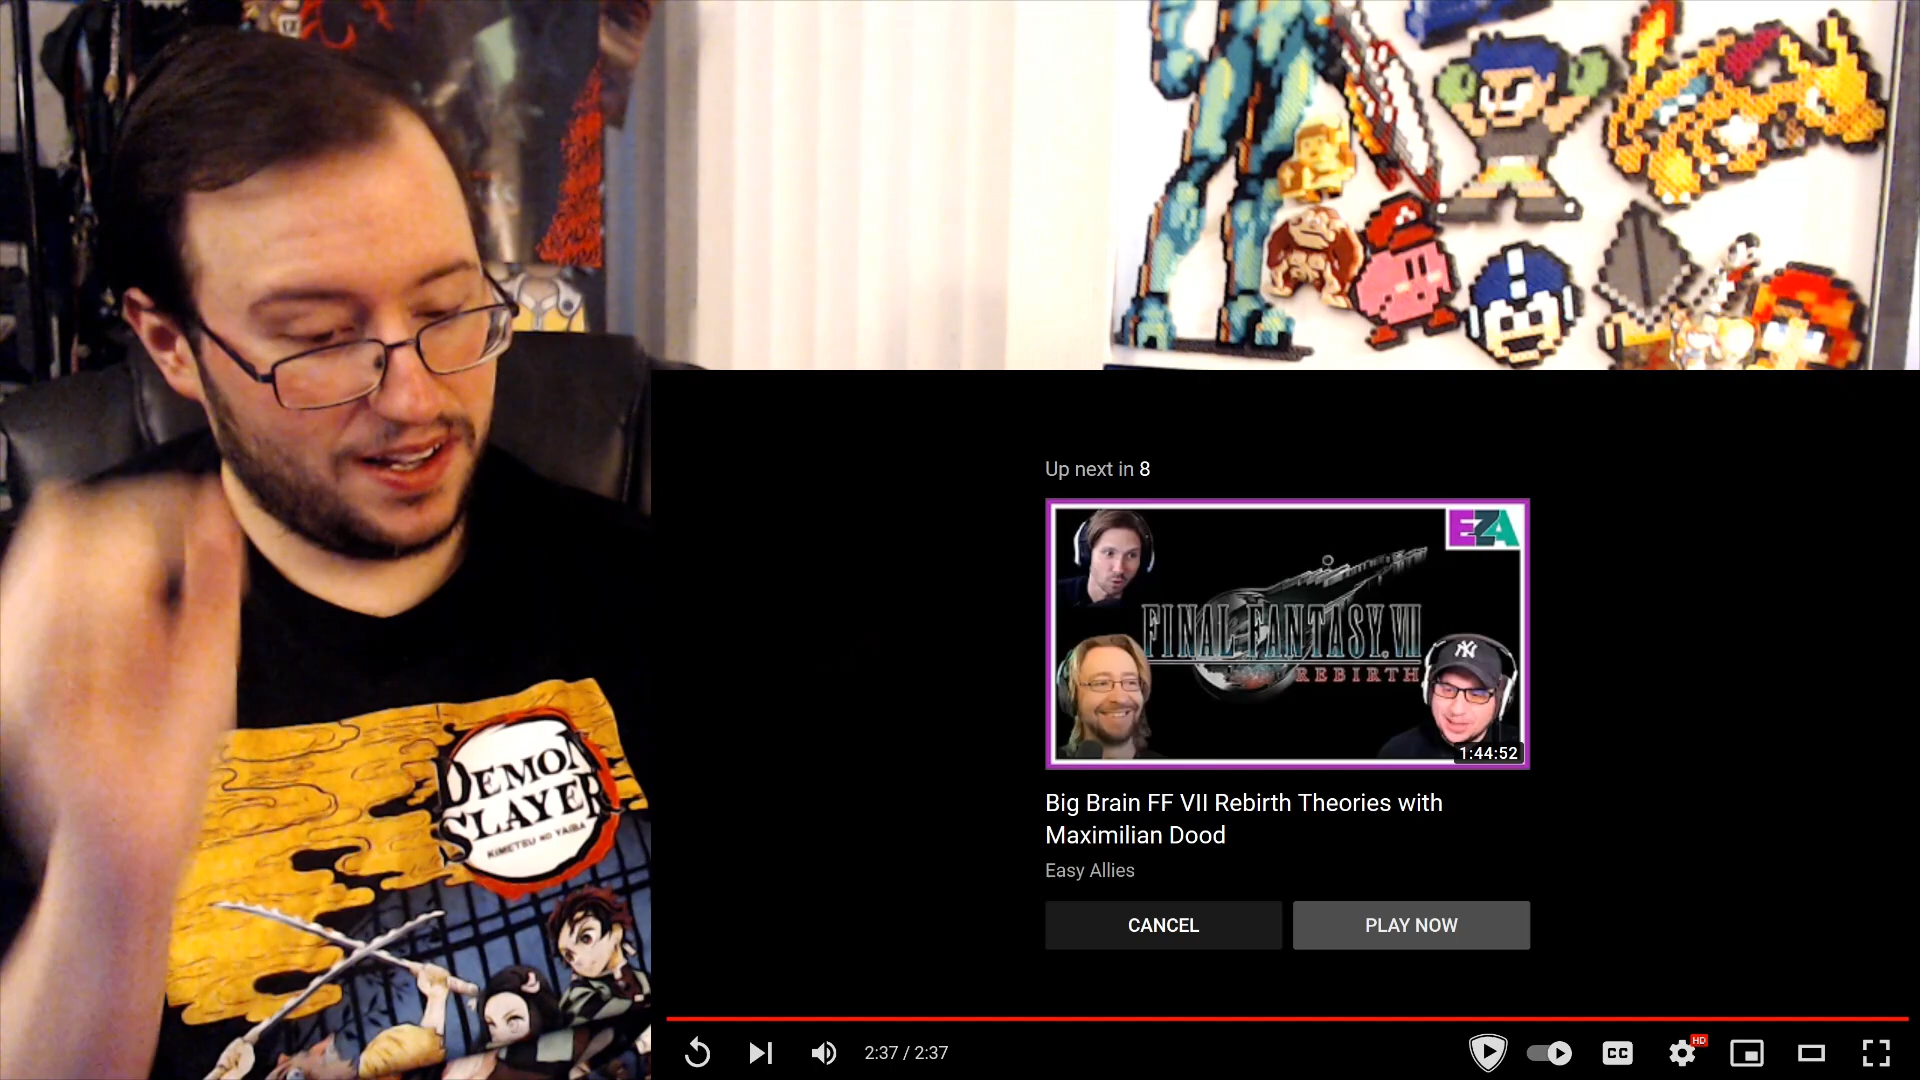 Up next in 8
EZA
FINAL FANTASY VII
REBIRTH
NY
1:44:52
Big Brain FF VII Rebirth Theories with
Maximilian Dood
Easy Allies
CANCEL
PLAY NOW
DEMON
SLAYER
KIMETSU NO YAIBA
2:37 / 2:37
CC
HD